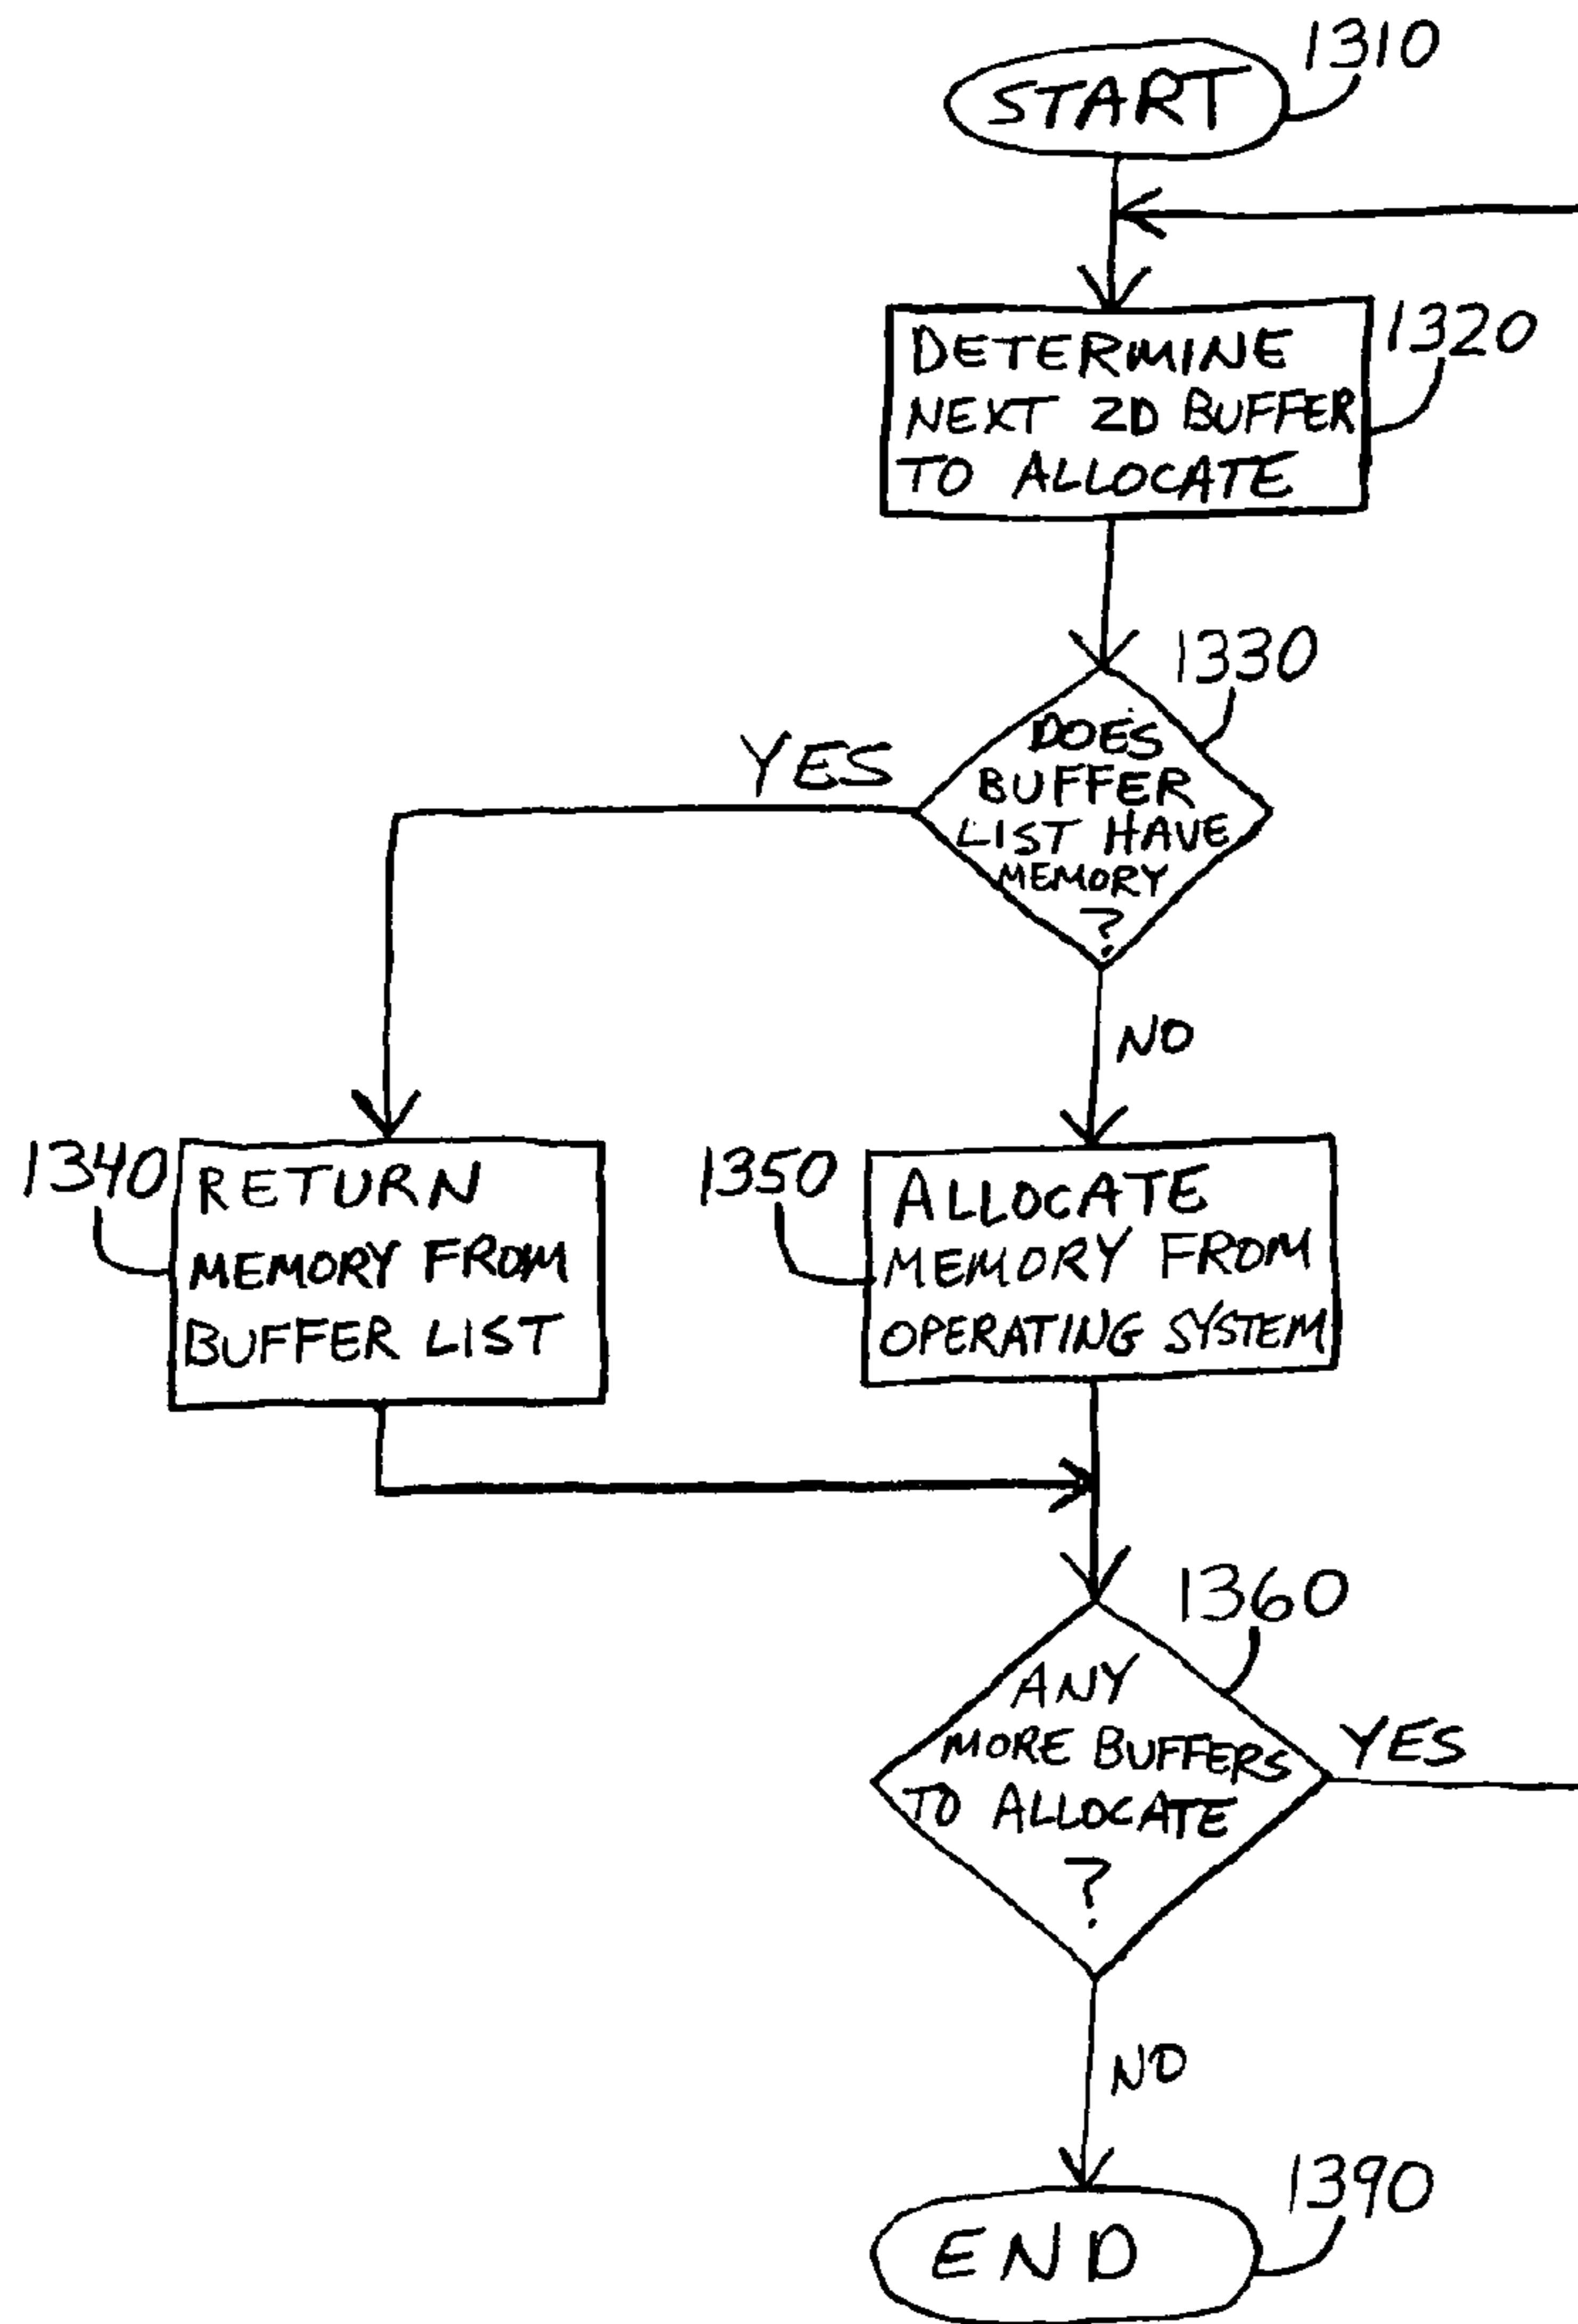 1310
START
1320
DETERMINE
NEXT 2D BUFFER
TO ALLOCATE
1330
DOES
BUFFER
LIST HAVE
MEMORY
?
YES
NO
1340
RETURN
MEMORY FROM
BUFFER LIST
1350
ALLOCATE
MEMORY FROM
OPERATING SYSTEM
1360
ANY
MORE BUFFERS
TO ALLOCATE
?
YES
NO
1390
END